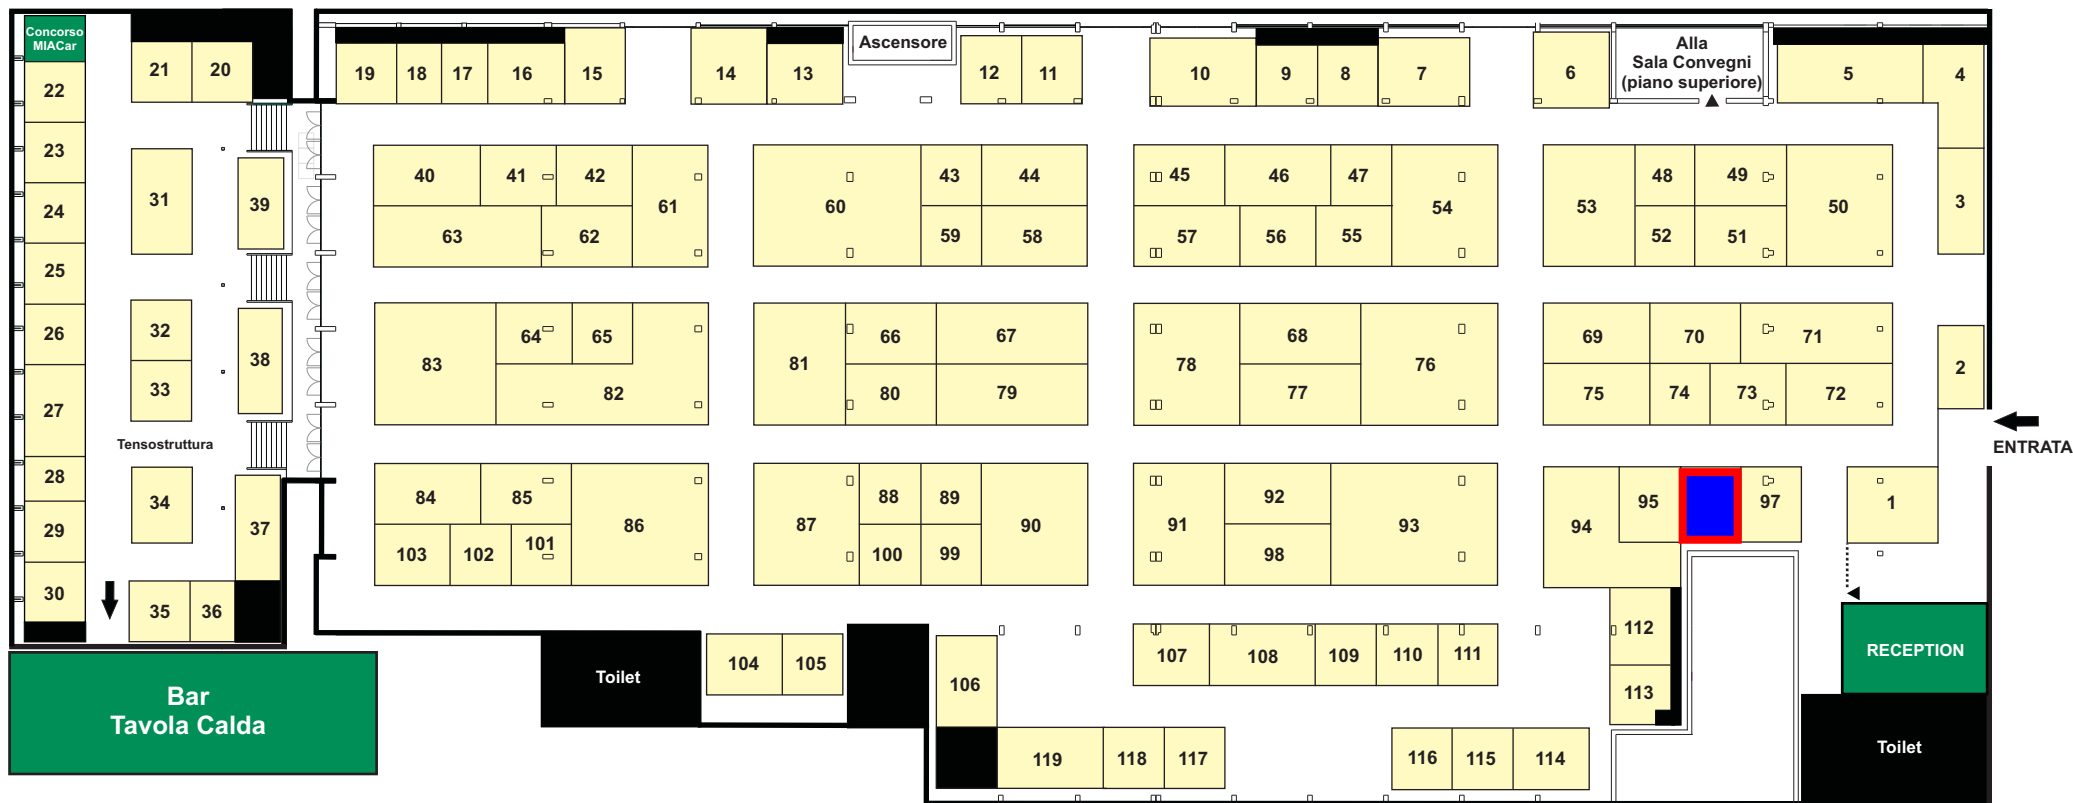 Concorso
MIACar
21 20
19 18 17 16 15
14 13
Ascensore
12 11
10 9 8 7
6
Alla
Sala Convegni
(piano superiore)
5 4
22
23
24
25
26
27
28
29
30
31
32
33
Tensostruttura
34
35 36
37
38
39
40 41 42 61
63 62
60 43 44
59 58
45 46 47 54
57 56 55
53 48 49 50
52 51
3
83 64 65
82
81 66 67
80 79
78 68 76
77
69 70 71
75 74 73 72
2
ENTRATA
84 85 86
103 102 101
87 88 89 90
100 99
91 92 93
98
94 95 97
1
112
113
RECEPTION
Toilet
104 105
106
107 108 109 110 111
119 118 117
116 115 114
Toilet
Bar
Tavola Calda